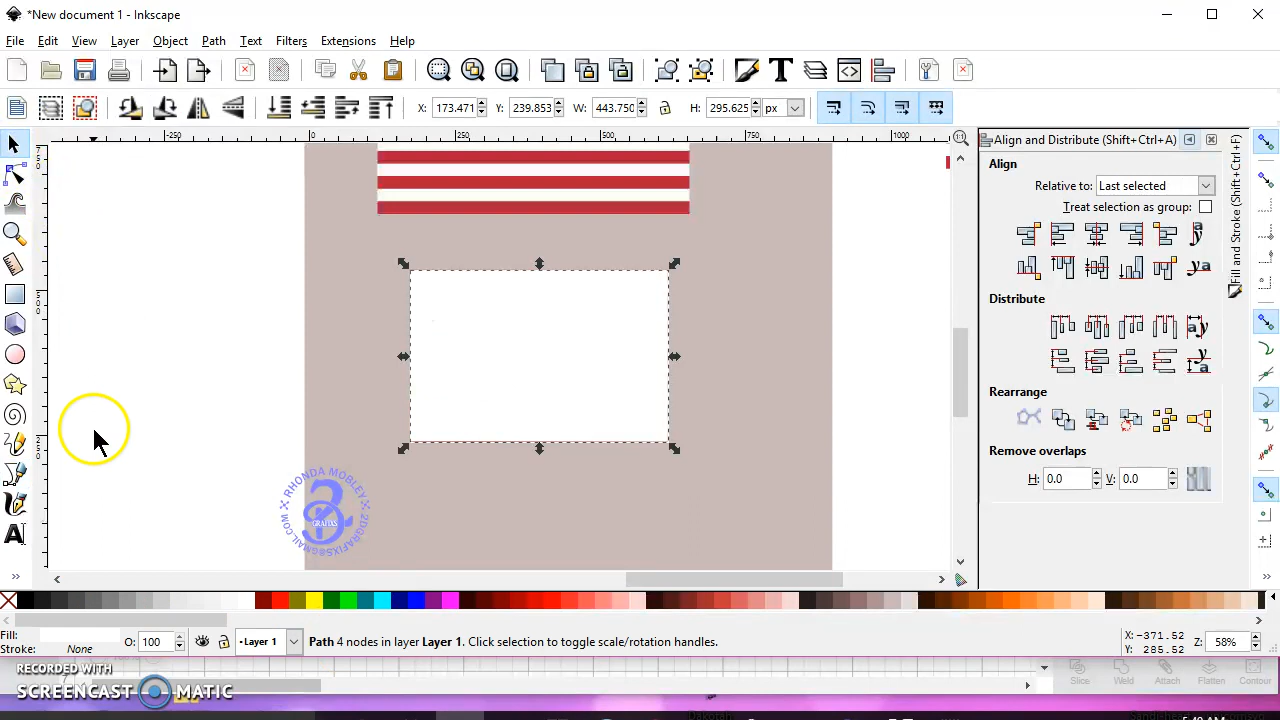 *New document 1 - Inkscape
File Edit View Layer Object Path Text Filters Extensions Help
X: 173.471 Y: 239.853 W: 443.750 H: 295.625 px
-250 0 250 500 750 1000
Align and Distribute (Shift+Ctrl+A)
Fill and Stroke (Shift+Ctrl+F)
Align
Relative to: Last selected
Treat selection as group:
Distribute
Rearrange
Remove overlaps
H: 0.0 V: 0.0
RHONDA MOBLEY
2DGRAFIXS@GMAIL.COM
GRAFIXS
Fill:
Stroke: None
O: 100
Layer 1
Path 4 nodes in layer Layer 1. Click selection to toggle scale/rotation handles.
X: -371.52
Y: 285.52
Z: 58%
RECORDED WITH
SCREENCAST MATIC
Slice Weld Attach Flatten Contour